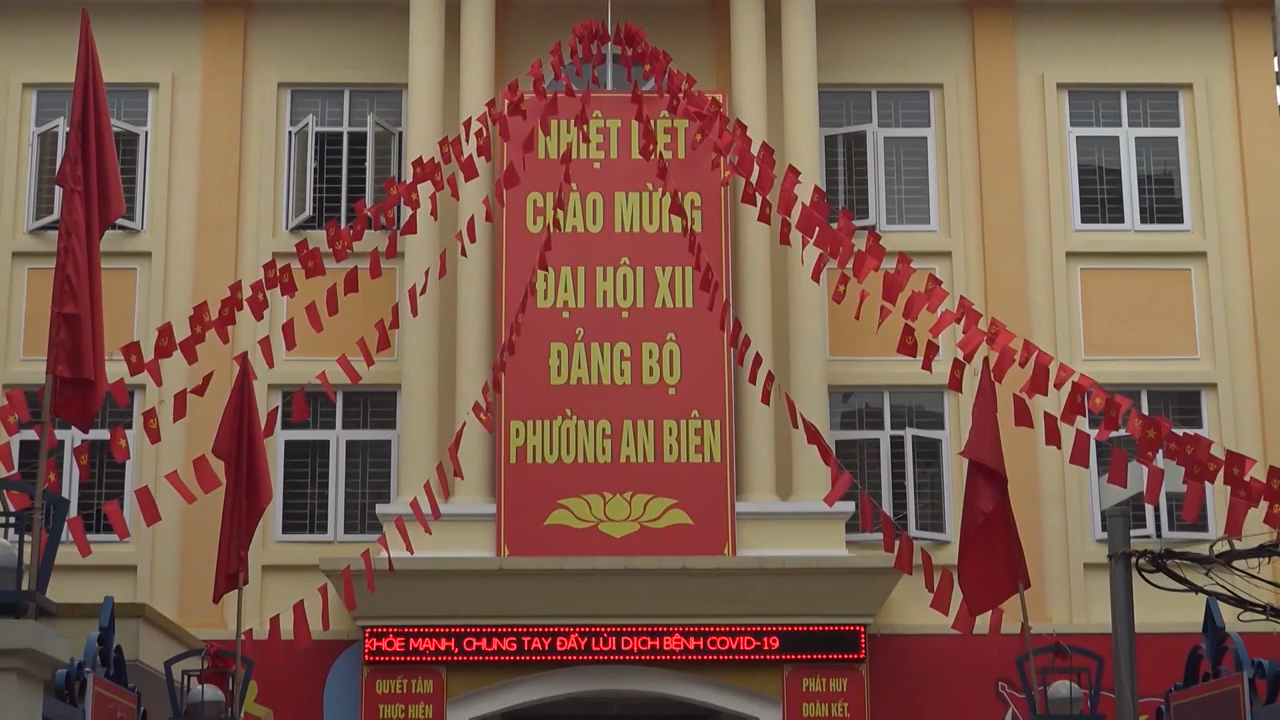 NHIỆT LIỆT
CHÀO MỪNG
ĐẠI HỘI XII
ĐẢNG BỘ
PHƯỜNG AN BIÊN
KHỎE MẠNH, CHUNG TAY ĐẨY LÙI DỊCH BỆNH COVID-19
QUYẾT TÂM
THỰC HIỆN
PHÁT HUY
ĐOÀN KẾT,